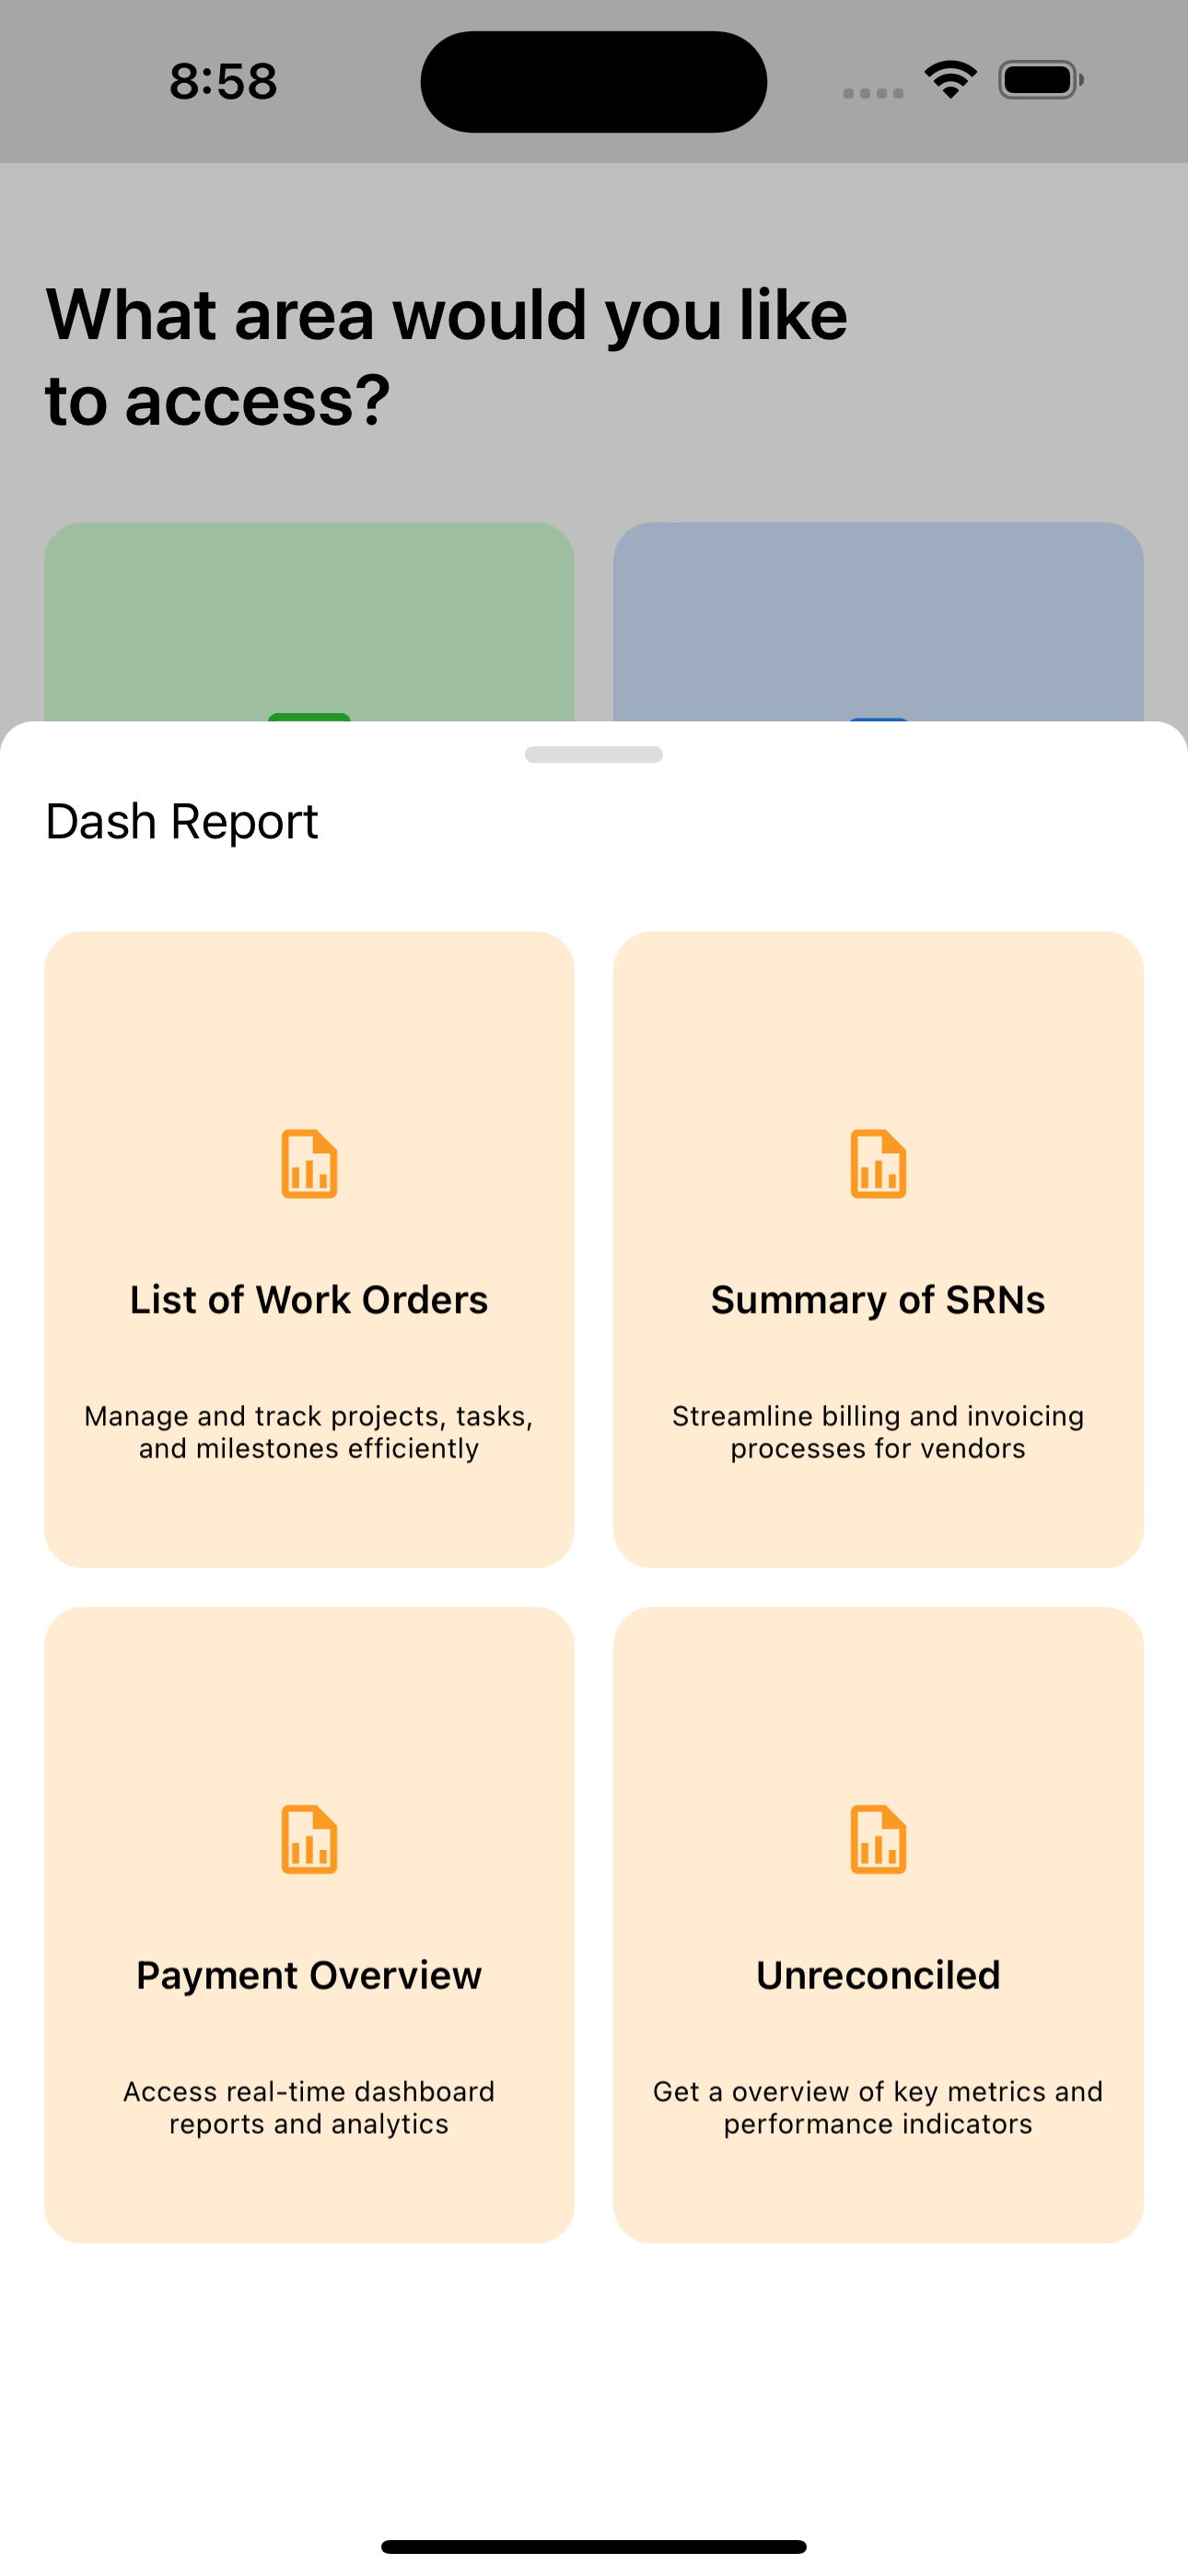 8:58
What area would you like
to access?
Dash Report
List of Work Orders
Manage and track projects, tasks,
and milestones efficiently
Summary of SRNs
Streamline billing and invoicing
processes for vendors
Payment Overview
Access real-time dashboard
reports and analytics
Unreconciled
Get a overview of key metrics and
performance indicators